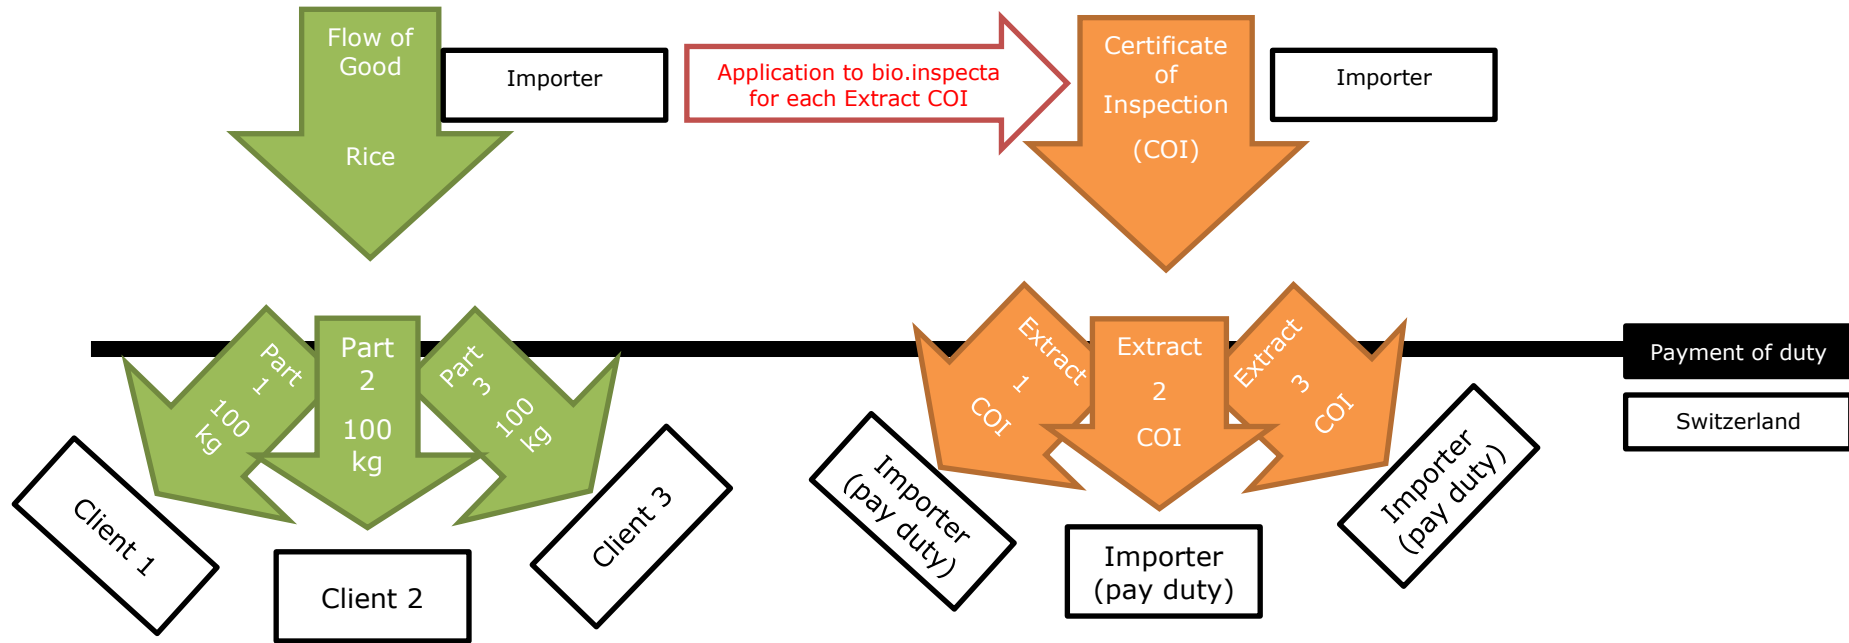 Flow of
Good
Rice
Importer
Application to bio.inspecta
for each Extract COI
Certificate
of
Inspection
(COI)
Importer
Part
1
100
kg
Part
2
100
kg
Part
3
100
kg
Extract
1
COI
Extract
2
COI
Extract
3
COI
Payment of duty
Switzerland
Client 1
Client 2
Client 3
Importer
(pay duty)
Importer
(pay duty)
Importer
(pay duty)